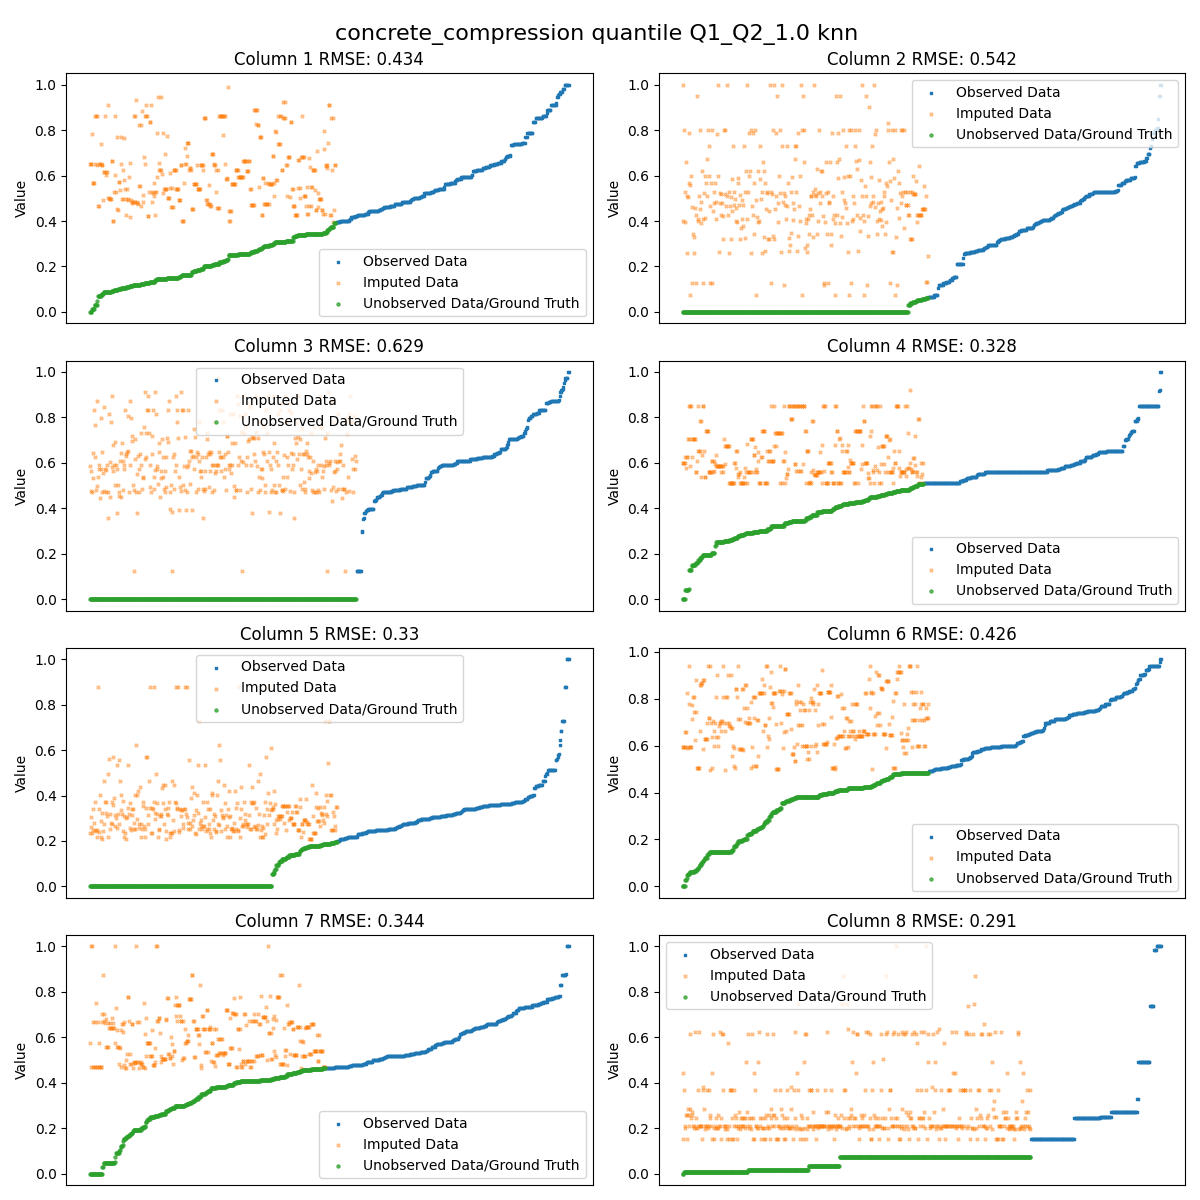 concrete_compression quantile Q1_Q2_1.0 knn
Column 1 RMSE: 0.434
Value
1.0
0.8
0.6
0.4
0.2
0.0
Observed Data
Imputed Data
Unobserved Data/Ground Truth
Column 2 RMSE: 0.542
Value
1.0
0.8
0.6
0.4
0.2
0.0
Observed Data
Imputed Data
Unobserved Data/Ground Truth
Column 3 RMSE: 0.629
Value
1.0
0.8
0.6
0.4
0.2
0.0
Observed Data
Imputed Data
Unobserved Data/Ground Truth
Column 4 RMSE: 0.328
Value
1.0
0.8
0.6
0.4
0.2
0.0
Observed Data
Imputed Data
Unobserved Data/Ground Truth
Column 5 RMSE: 0.33
Value
1.0
0.8
0.6
0.4
0.2
0.0
Observed Data
Imputed Data
Unobserved Data/Ground Truth
Column 6 RMSE: 0.426
Value
1.0
0.8
0.6
0.4
0.2
0.0
Observed Data
Imputed Data
Unobserved Data/Ground Truth
Column 7 RMSE: 0.344
Value
1.0
0.8
0.6
0.4
0.2
0.0
Observed Data
Imputed Data
Unobserved Data/Ground Truth
Column 8 RMSE: 0.291
Value
1.0
0.8
0.6
0.4
0.2
0.0
Observed Data
Imputed Data
Unobserved Data/Ground Truth